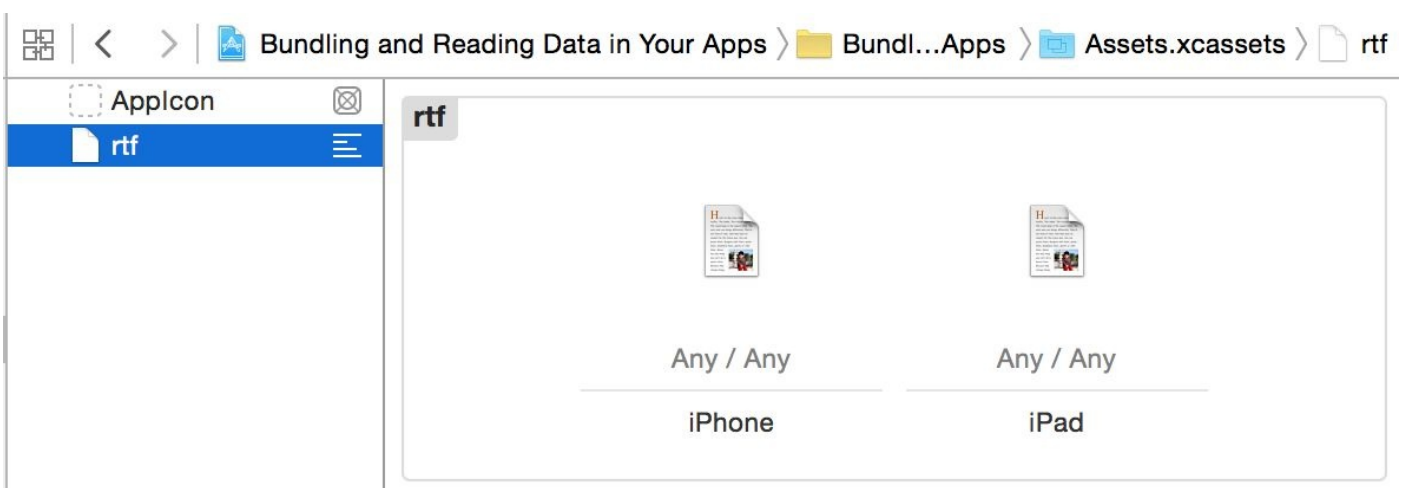 Bundling and Reading Data in Your Apps Bundl...Apps Assets.xcassets rtf
AppIcon
rtf
rtf
Any / Any Any / Any
iPhone iPad